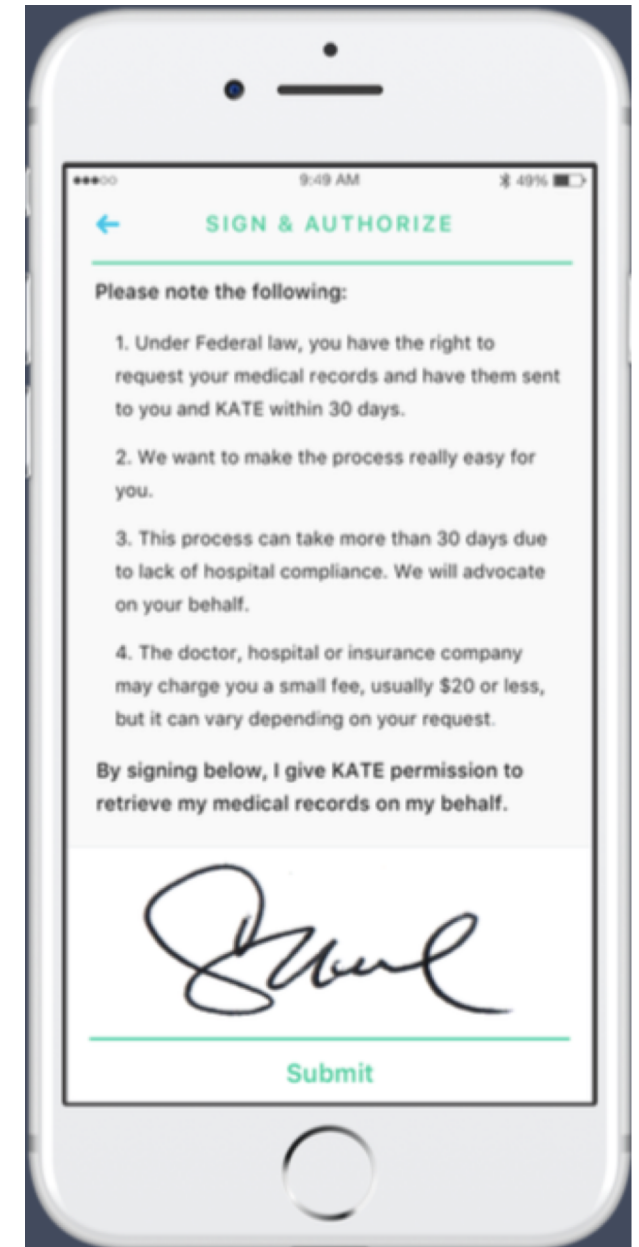 9:49 AM
49%
SIGN & AUTHORIZE
Please note the following:
1. Under Federal law, you have the right to
request your medical records and have them sent
to you and KATE within 30 days.
2. We want to make the process really easy for
you.
3. This process can take more than 30 days due
to lack of hospital compliance. We will advocate
on your behalf.
4. The doctor, hospital or insurance company
may charge you a small fee, usually $20 or less,
but it can vary depending on your request.
By signing below, I give KATE permission to
retrieve my medical records on my behalf.
Submit